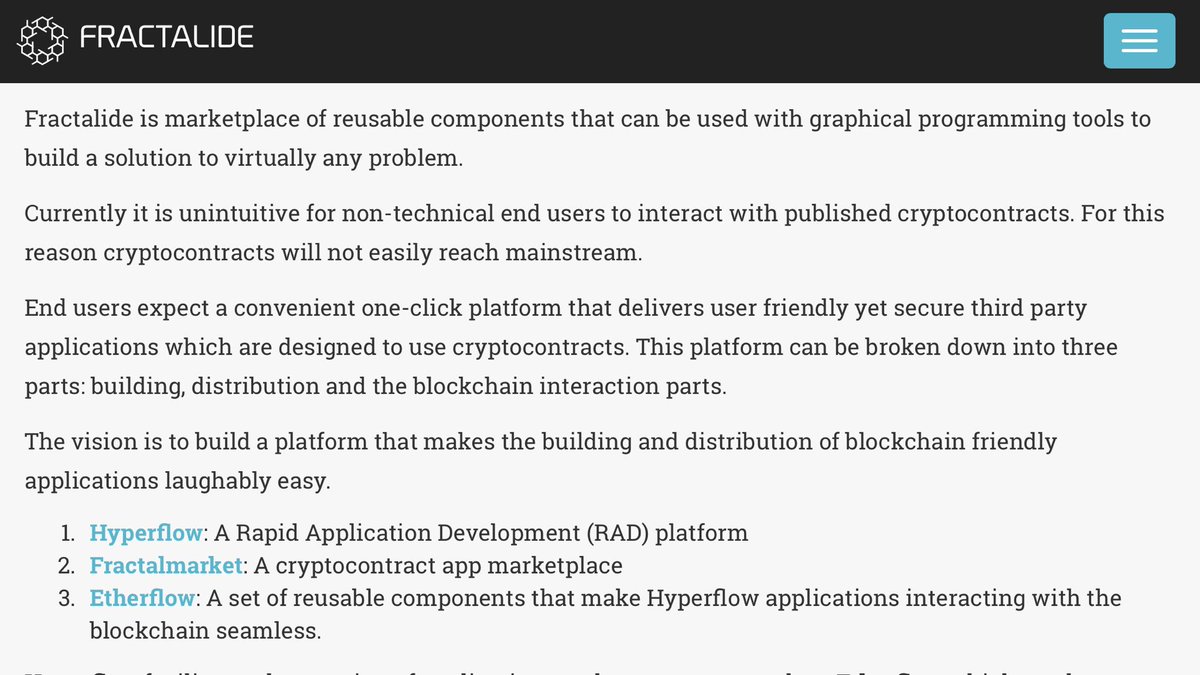 FRACTALIDE
Fractalide is marketplace of reusable components that can be used with graphical programming tools to
build a solution to virtually any problem.
Currently it is unintuitive for non-technical end users to interact with published cryptocontracts. For this
reason cryptocontracts will not easily reach mainstream.
End users expect a convenient one-click platform that delivers user friendly yet secure third party
applications which are designed to use cryptocontracts. This platform can be broken down into three
parts: building, distribution and the blockchain interaction parts.
The vision is to build a platform that makes the building and distribution of blockchain friendly
applications laughably easy.
1. Hyperflow: A Rapid Application Development (RAD) platform
2. Fractalmarket: A cryptocontract app marketplace
3. Etherflow: A set of reusable components that make Hyperflow applications interacting with the
blockchain seamless.